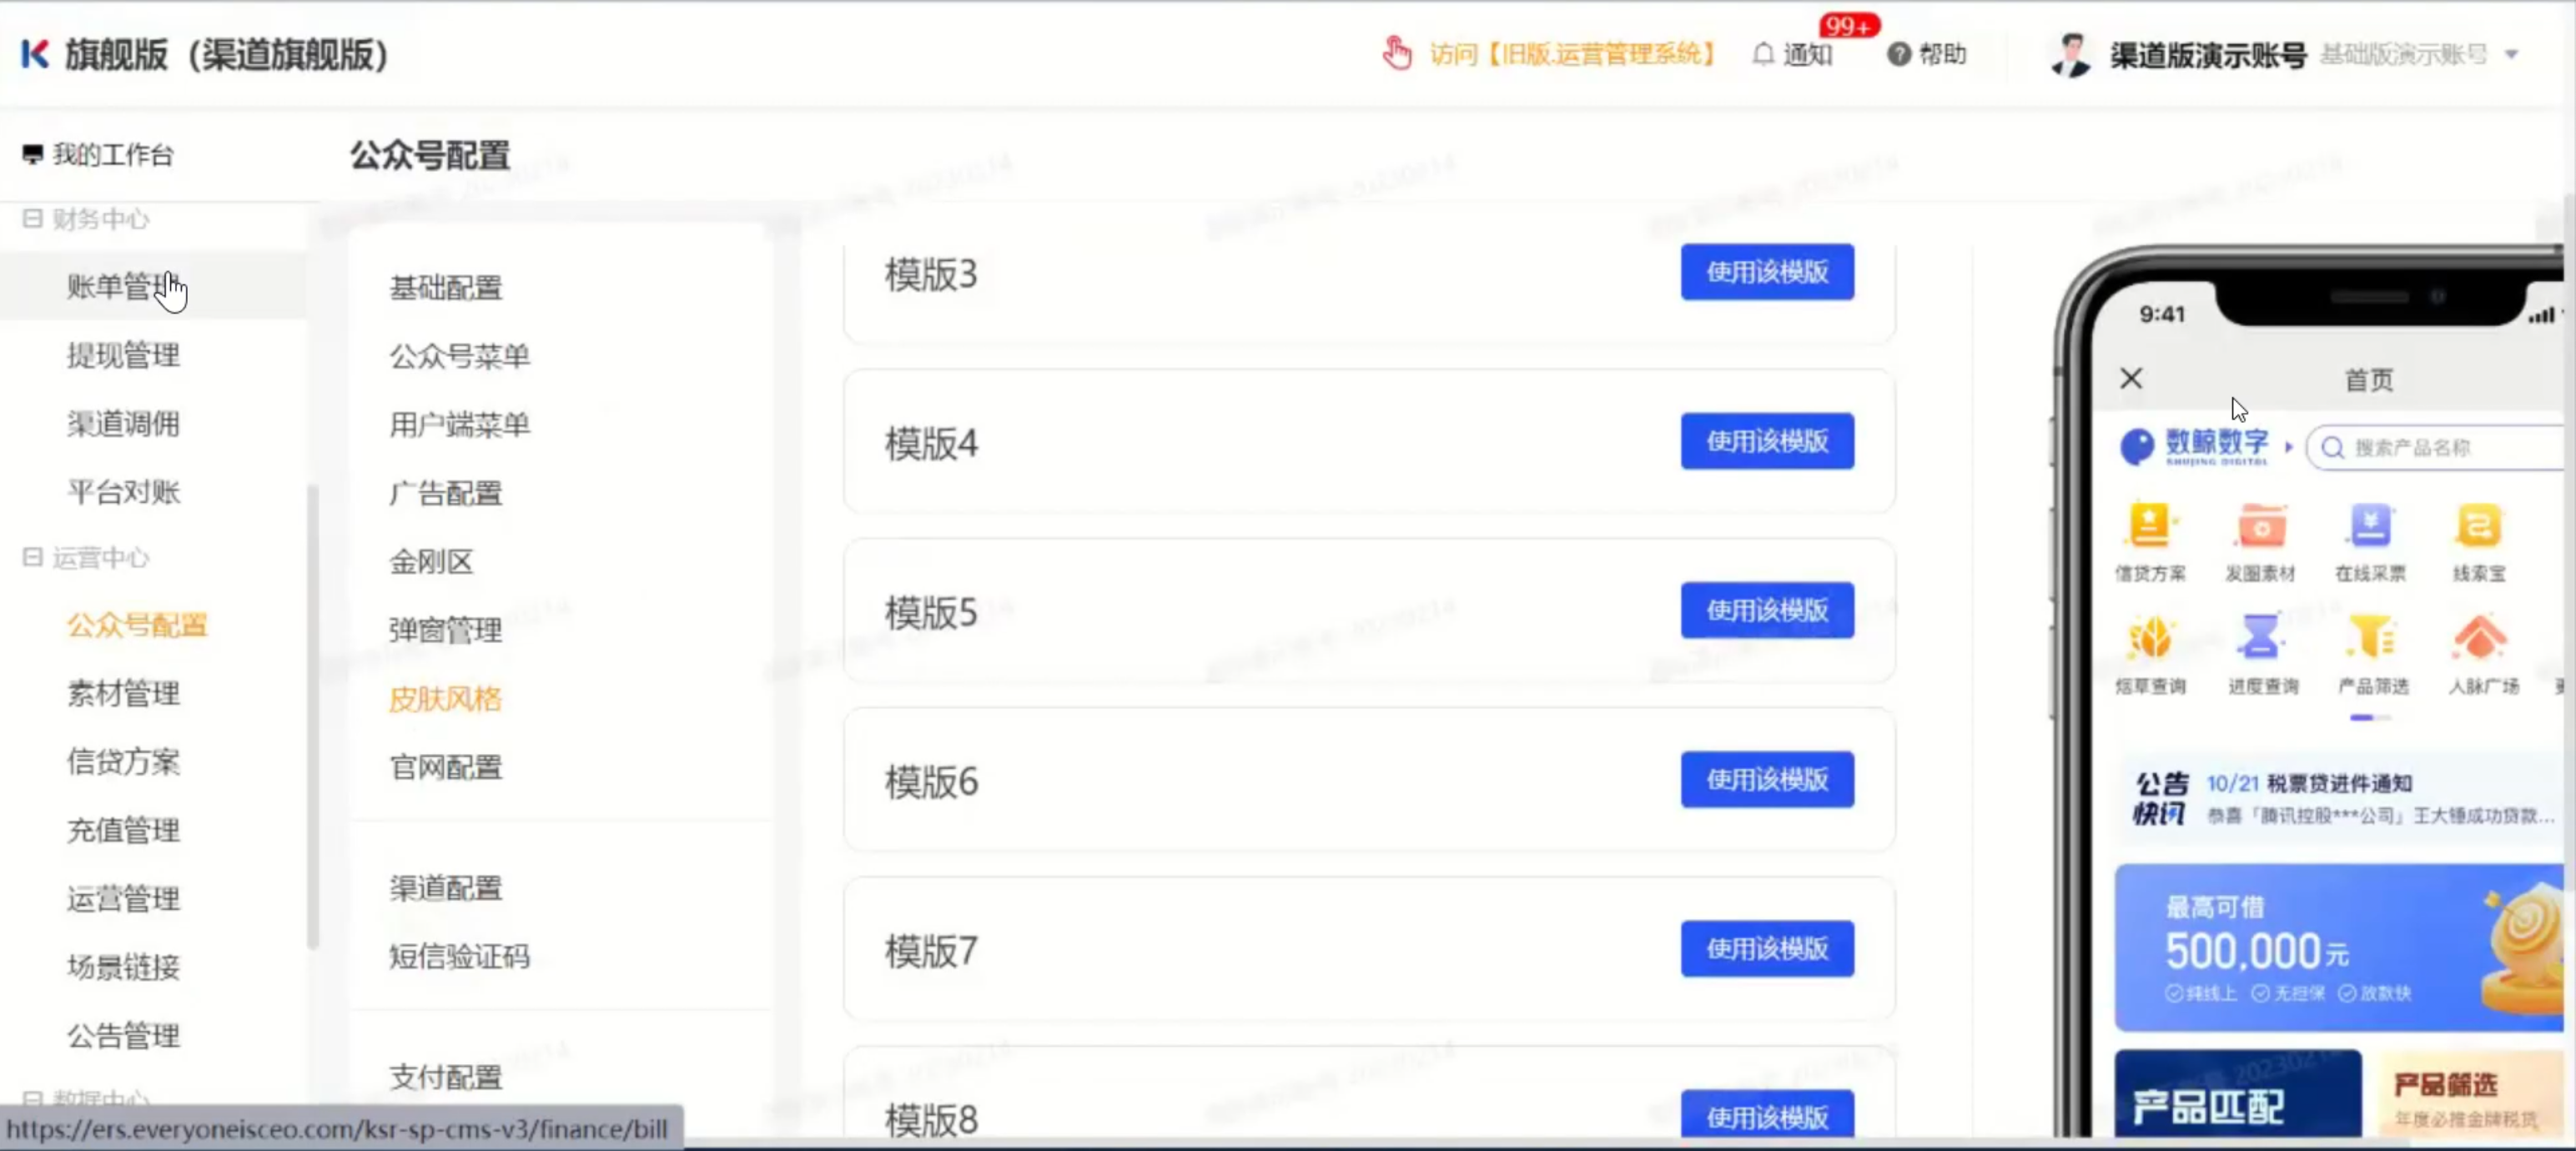 旗舰版（渠道旗舰版）
访问【旧版.运营管理系统】
通知
99+
帮助
渠道版演示账号 基础版演示账号
我的工作台
财务中心
账单管理
提现管理
渠道调佣
平台对账
运营中心
公众号配置
素材管理
信贷方案
充值管理
运营管理
场景链接
公告管理
数据中心
https://ers.everyoneisceo.com/ksr-sp-cms-v3/finance/bill
公众号配置
基础配置
公众号菜单
用户端菜单
广告配置
金刚区
弹窗管理
皮肤风格
官网配置
渠道配置
短信验证码
支付配置
模版3 使用该模版
模版4 使用该模版
模版5 使用该模版
模版6 使用该模版
模版7 使用该模版
模版8 使用该模版
9:41
首页
数鲸数字
SHUJING DIGITAL
搜索产品名称
信贷方案 发圈素材 在线采票 线索宝
烟草查询 进度查询 产品筛选 人脉广场
公告
快讯
10/21 税票贷进件通知
恭喜「腾讯控股***公司」王大锤成功贷款...
最高可借
500,000元
纯线上 无担保 放款快
产品匹配
产品筛选
年度必推金牌税贷